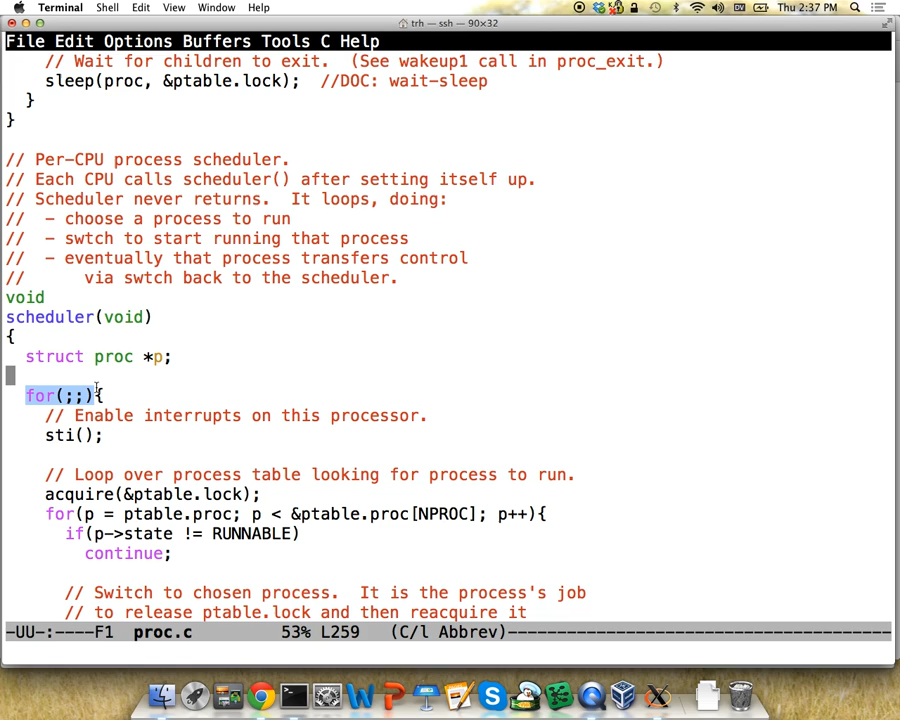 Terminal Shell Edit View Window Help Thu 2:37 PM
trh — ssh — 90×32
File Edit Options Buffers Tools C Help
// Wait for children to exit.  (See wakeup1 call in proc_exit.)
sleep(proc, &ptable.lock);  //DOC: wait-sleep
}
}
// Per-CPU process scheduler.
// Each CPU calls scheduler() after setting itself up.
// Scheduler never returns.  It loops, doing:
//  - choose a process to run
//  - swtch to start running that process
//  - eventually that process transfers control
//      via swtch back to the scheduler.
void
scheduler(void)
{
struct proc *p;
for(;;){
// Enable interrupts on this processor.
sti();
// Loop over process table looking for process to run.
acquire(&ptable.lock);
for(p = ptable.proc; p < &ptable.proc[NPROC]; p++){
if(p->state != RUNNABLE)
continue;
// Switch to chosen process.  It is the process's job
// to release ptable.lock and then reacquire it
-UU-:----F1  proc.c         53% L259   (C/l Abbrev)---------------------------------------